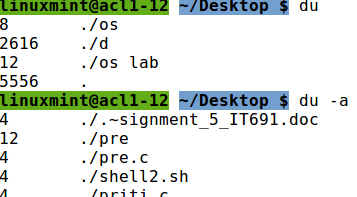 linuxmint@acl1-12 ~/Desktop $ du
8 ./os
2616 ./d
12 ./os lab
5556 .
linuxmint@acl1-12 ~/Desktop $ du -a
4 ./.~signment_5_IT691.doc
12 ./pre
4 ./pre.c
4 ./shell2.sh
4 ./priti.c